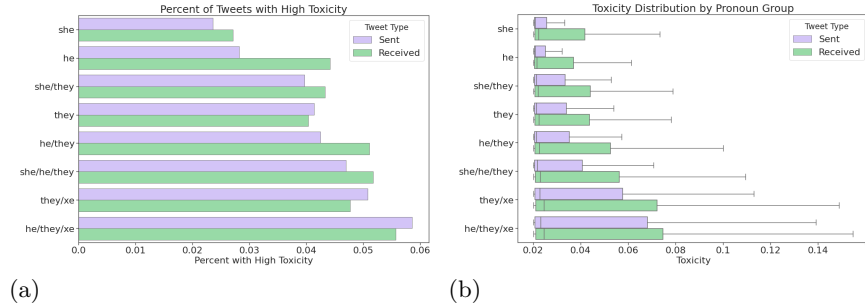 Percent of Tweets with High Toxicity
she
he
she/they
they
he/they
she/he/they
they/xe
he/they/xe
Tweet Type
Sent
Received
0.00 0.01 0.02 0.03 0.04 0.05 0.06
Percent with High Toxicity
(a)
Toxicity Distribution by Pronoun Group
she
he
she/they
they
he/they
she/he/they
they/xe
he/they/xe
Tweet Type
Sent
Received
0.02 0.04 0.06 0.08 0.1 0.12 0.14
Toxicity
(b)